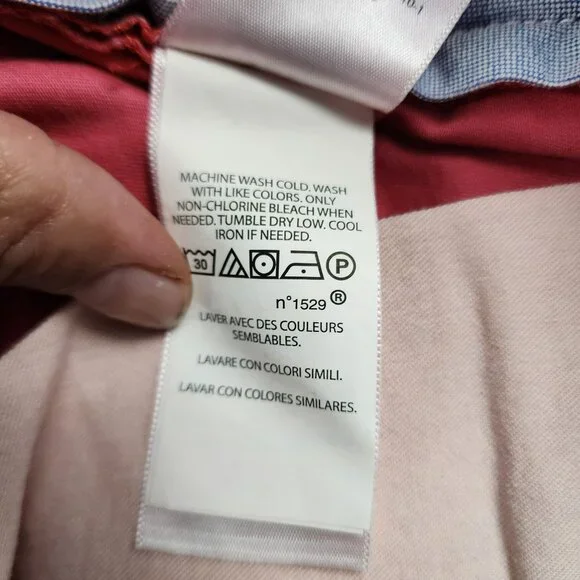 MACHINE WASH COLD. WASH
WITH LIKE COLORS. ONLY
NON-CHLORINE BLEACH WHEN
NEEDED. TUMBLE DRY LOW. COOL
IRON IF NEEDED.
30 P
n°1529 ®
LAVER AVEC DES COULEURS
SEMBLABLES.
LAVARE CON COLORI SIMILI.
LAVAR CON COLORES SIMILARES.